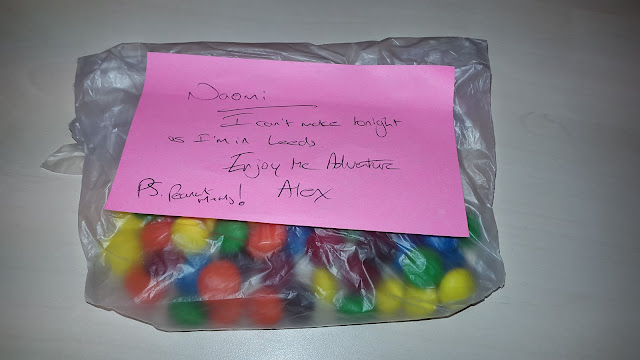 Naomi
I can't make tonight
as I'm in Leeds
Enjoy the Adventure
PS. Peanut M&Ms! Alex